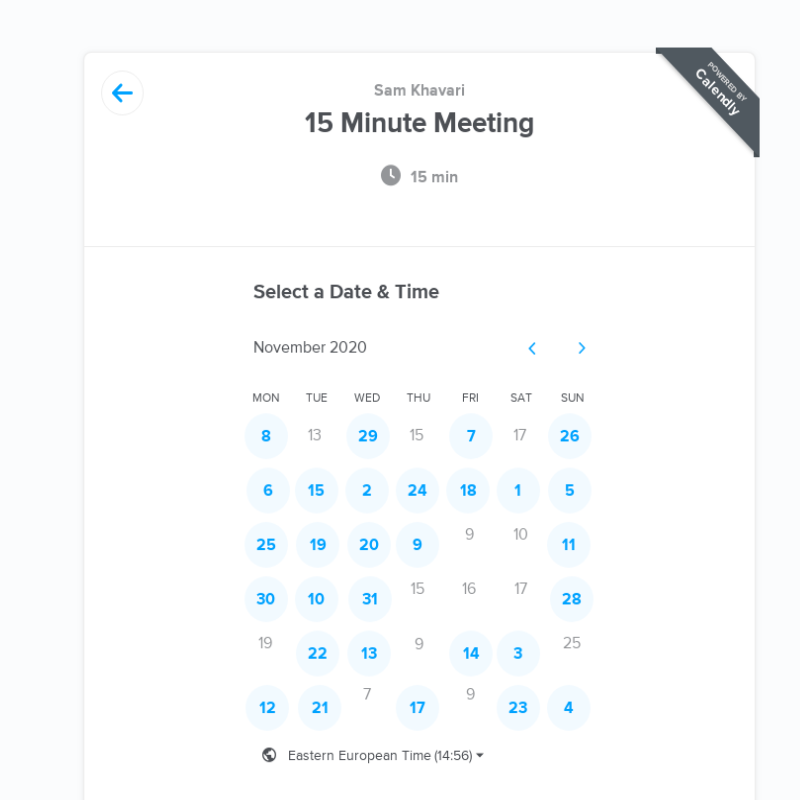 POWERED BY
Calendly
Sam Khavari
15 Minute Meeting
15 min
Select a Date & Time
November 2020
MON TUE WED THU FRI SAT SUN
8 13 29 15 7 17 26
6 15 2 24 18 1 5
25 19 20 9 9 10 11
30 10 31 15 16 17 28
19 22 13 9 14 3 25
12 21 7 17 9 23 4
Eastern European Time (14:56)